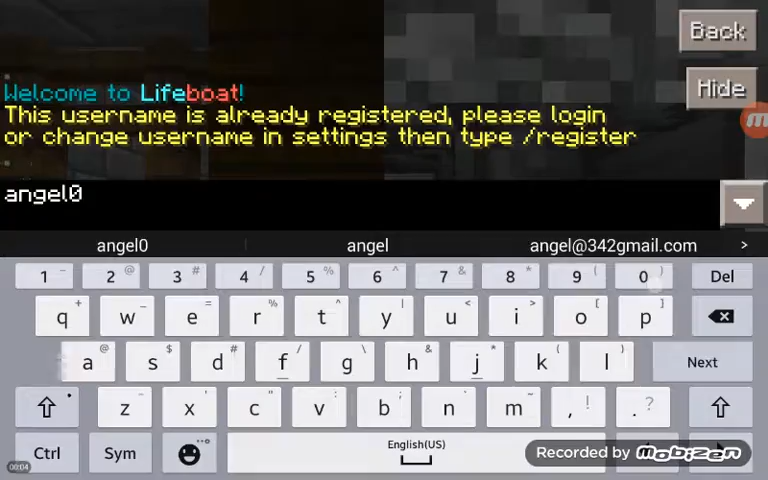 Back
Welcome to Lifeboat!
Hide
This username is already registered, please login
or change username in settings then type /register
angel0
angel0 angel angel@342gmail.com >
1 _ 2 @ 3 # 4 / 5 % 6 ^ 7 & 8 * 9 ( 0 ) Del
q + w - e = r % t ^ y | u < i > o [ p ]
a @ s $ d # f / g \ h & j * k ( l ) Next
z - x ' c " v : b ; n ~ m _ , ! . ?
Ctrl Sym English(US)
Recorded by mobizen
00:04